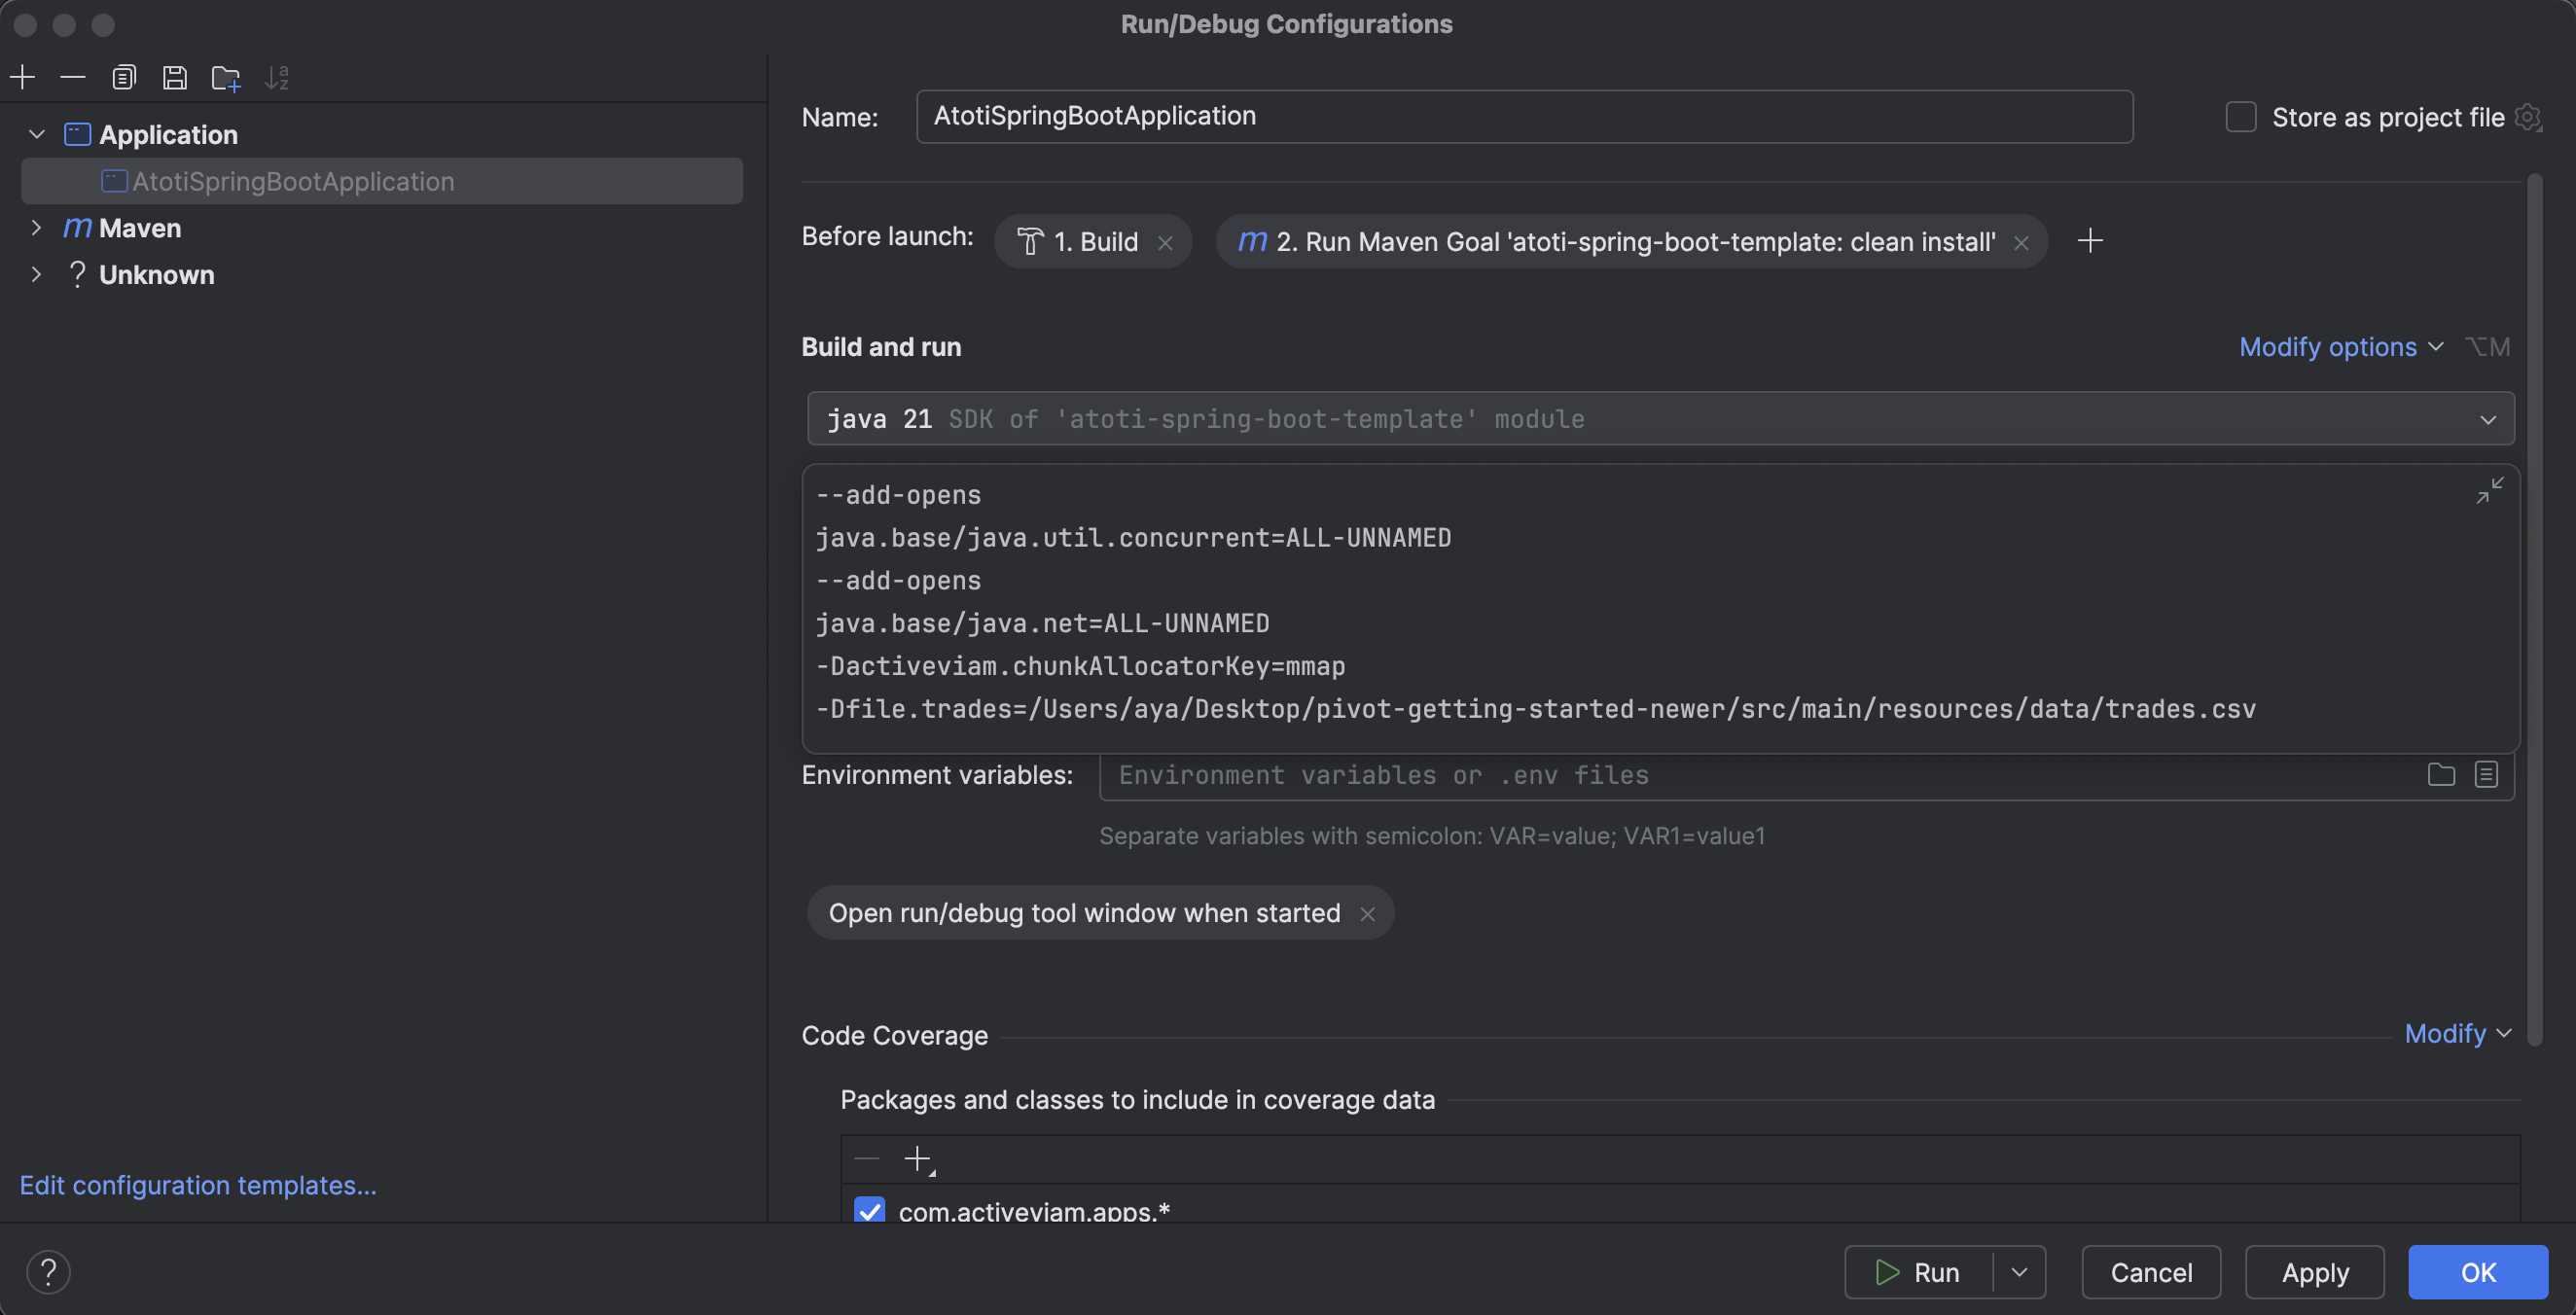 Run/Debug Configurations
Application
AtotiSpringBootApplication
Maven
Unknown
Edit configuration templates...
Name: AtotiSpringBootApplication Store as project file
Before launch: 1. Build 2. Run Maven Goal 'atoti-spring-boot-template: clean install'
Build and run Modify options ⌥M
java 21 SDK of 'atoti-spring-boot-template' module
--add-opens
java.base/java.util.concurrent=ALL-UNNAMED
--add-opens
java.base/java.net=ALL-UNNAMED
-Dactiveviam.chunkAllocatorKey=mmap
-Dfile.trades=/Users/aya/Desktop/pivot-getting-started-newer/src/main/resources/data/trades.csv
Environment variables: Environment variables or .env files
Separate variables with semicolon: VAR=value; VAR1=value1
Open run/debug tool window when started
Code Coverage Modify
Packages and classes to include in coverage data
com.activeviam.apps.*
Run Cancel Apply OK